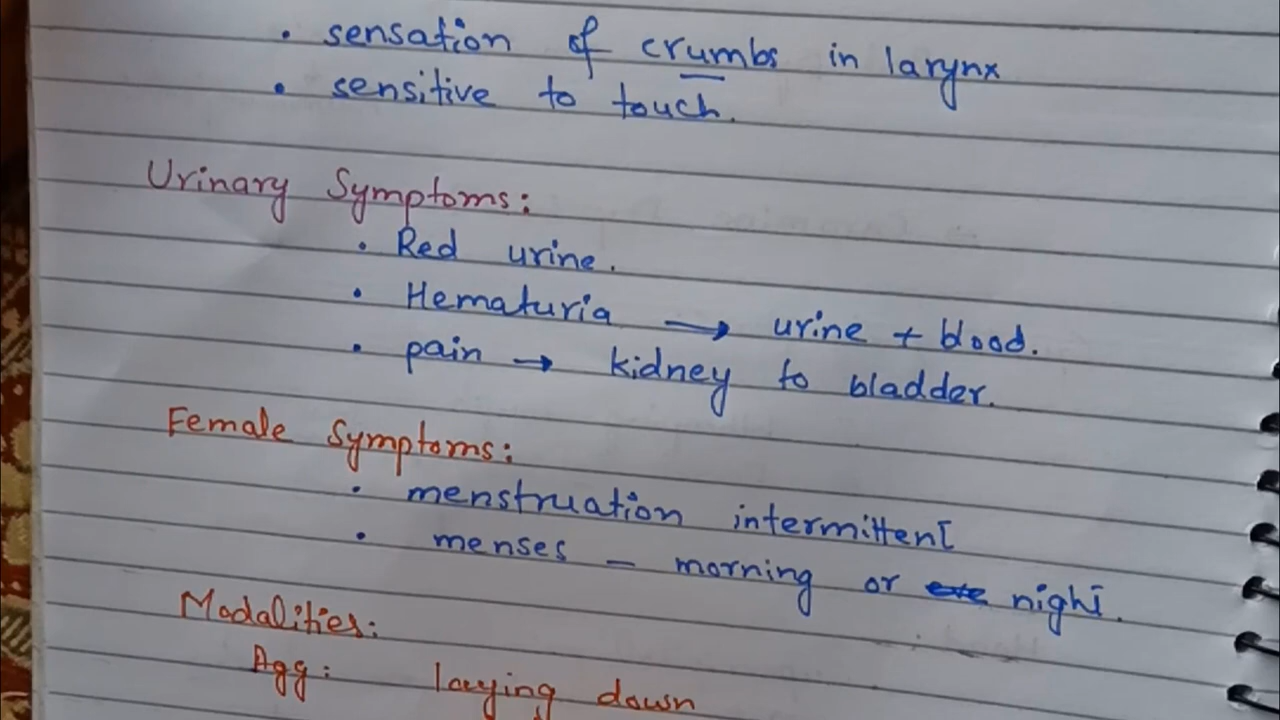 • sensation of crumbs in larynx
• sensitive to touch.
Urinary Symptoms:
• Red urine.
• Hematuria → urine + blood.
• pain → kidney to bladder.
Female Symptoms:
• menstruation intermittent
• menses – morning or night.
Modalities:
Agg: laying down